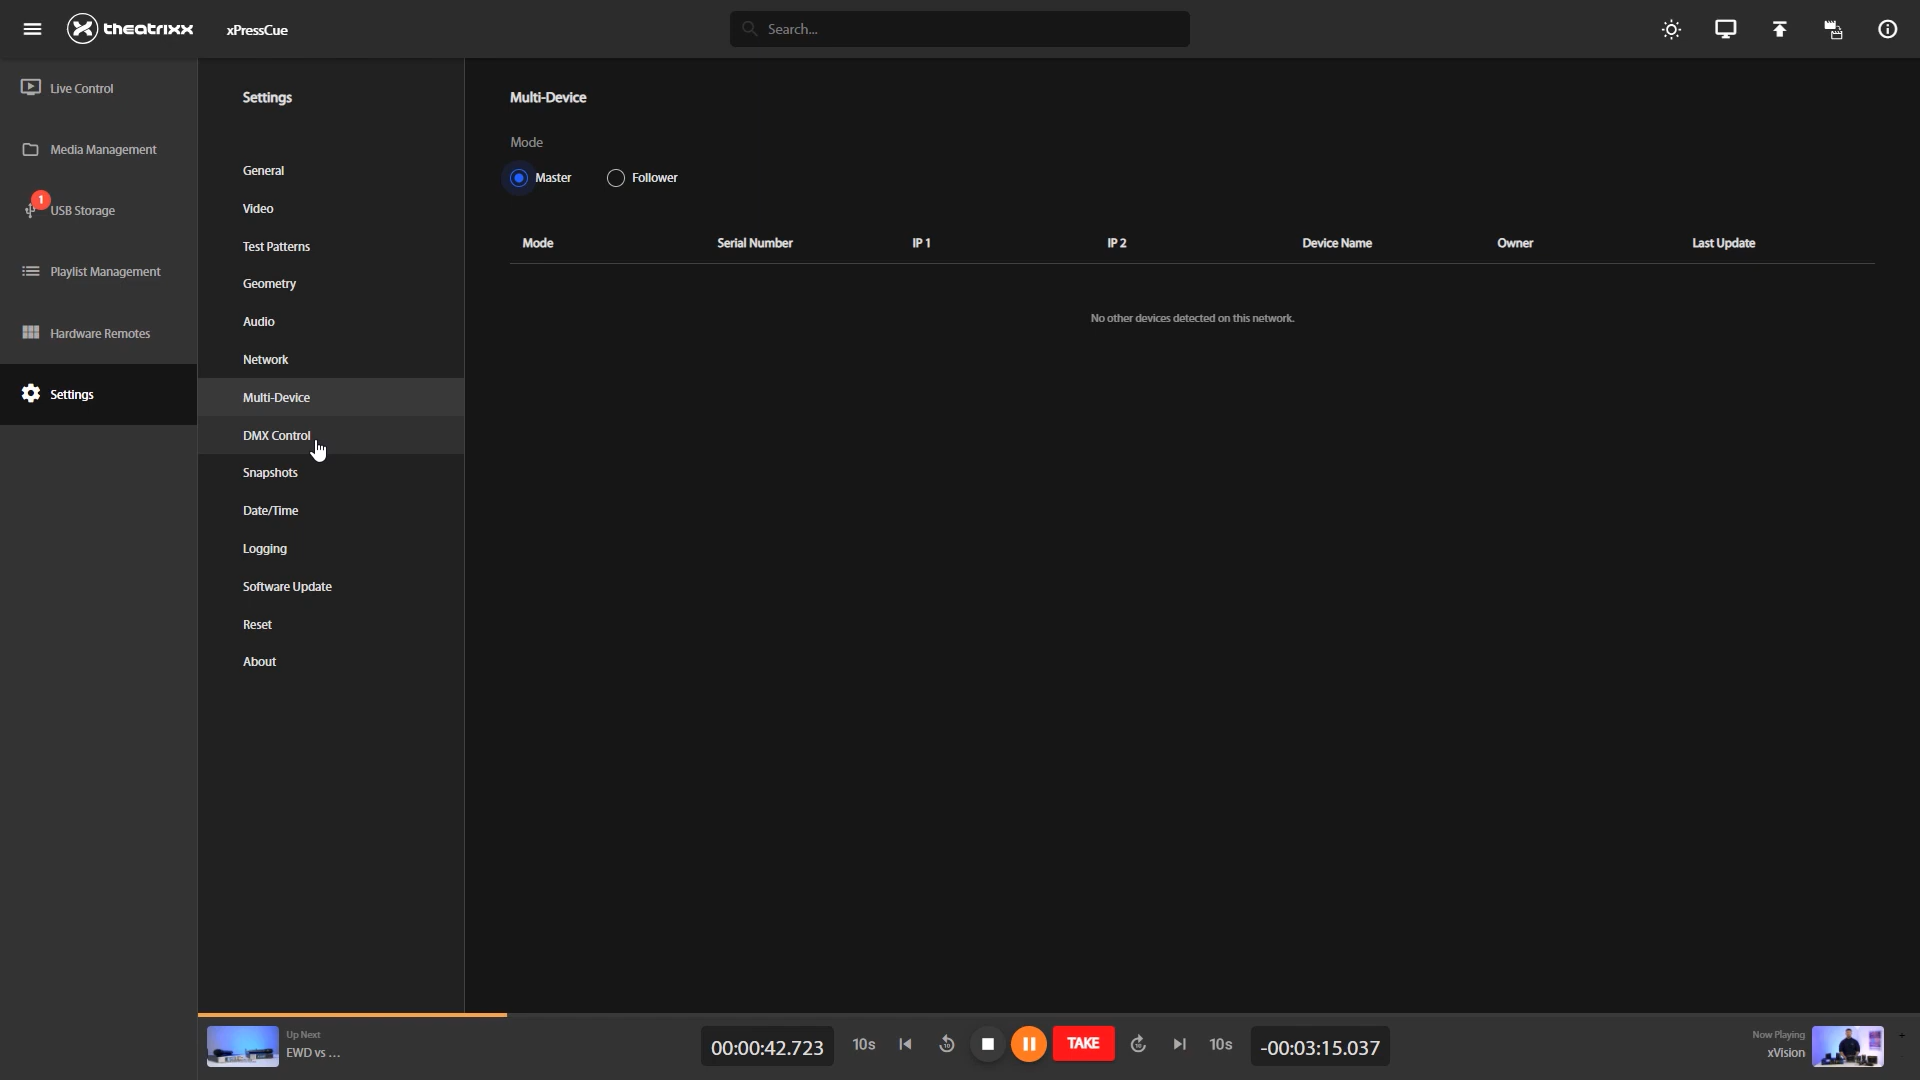 theatrixx
xPressCue
Search...
Live Control
Media Management
1
USB Storage
Playlist Management
Hardware Remotes
Settings
Settings
General
Video
Test Patterns
Geometry
Audio
Network
Multi-Device
DMX Control
Snapshots
Date/Time
Logging
Software Update
Reset
About
Multi-Device
Mode
Master Follower
Mode Serial Number IP 1 IP 2 Device Name Owner Last Update
No other devices detected on this network.
Up Next
EWD vs ...
00:00:42.723 10s 10 TAKE 10 10s -00:03:15.037
Now Playing
xVision